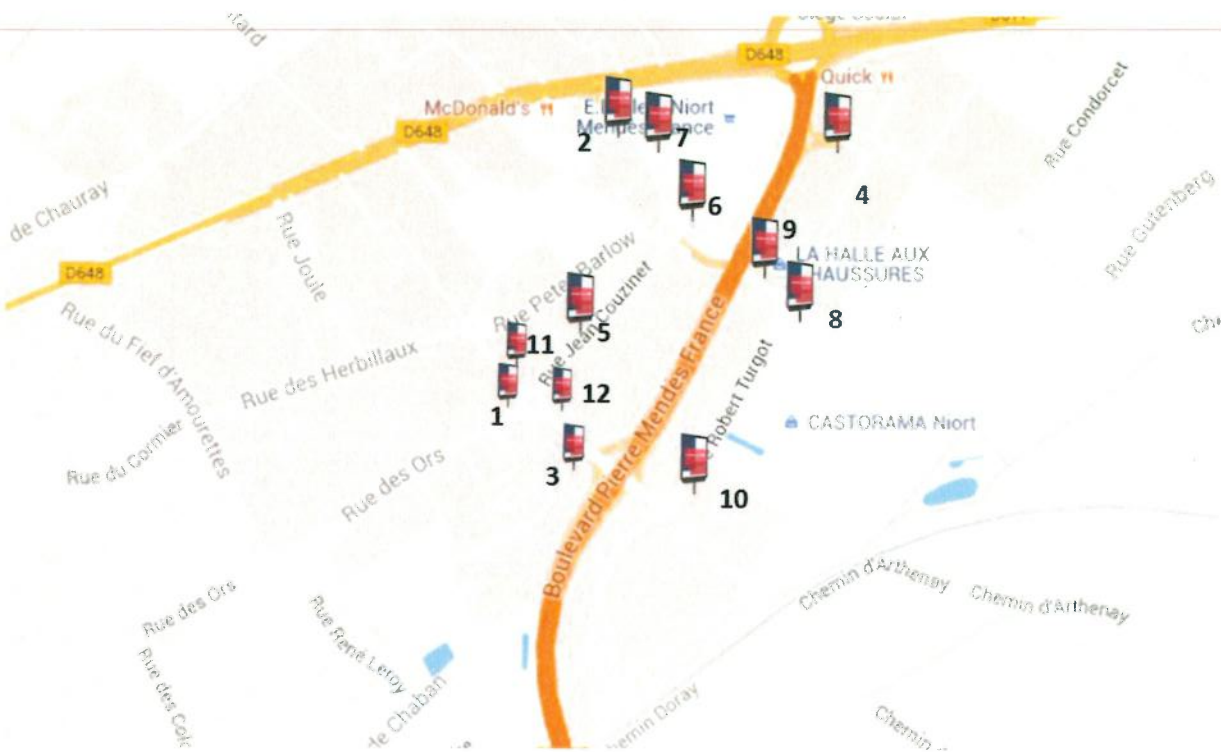 D648
Quick
McDonald's
Niort
2
7
D648
Rue Condorcet
4
de Chauray
6
Rue Gutenberg
Rue Joule
9
LA HALLE AUX
HAUSSURES
D648
Rue Peter Barlow
Rue Jean Couzinet
5
8
11
Rue du Fief d'Amourettes
Rue des Herbillaux
Robert Turgot
1
12
CASTORAMA Niort
Rue du Cormier
3
Rue des Ors
10
Boulevard Pierre Mendes France
Chemin d'Arthenay
Chemin d'Arthenay
Rue des Ors
Rue René Leroy
Rue des
de Chaban
Doray